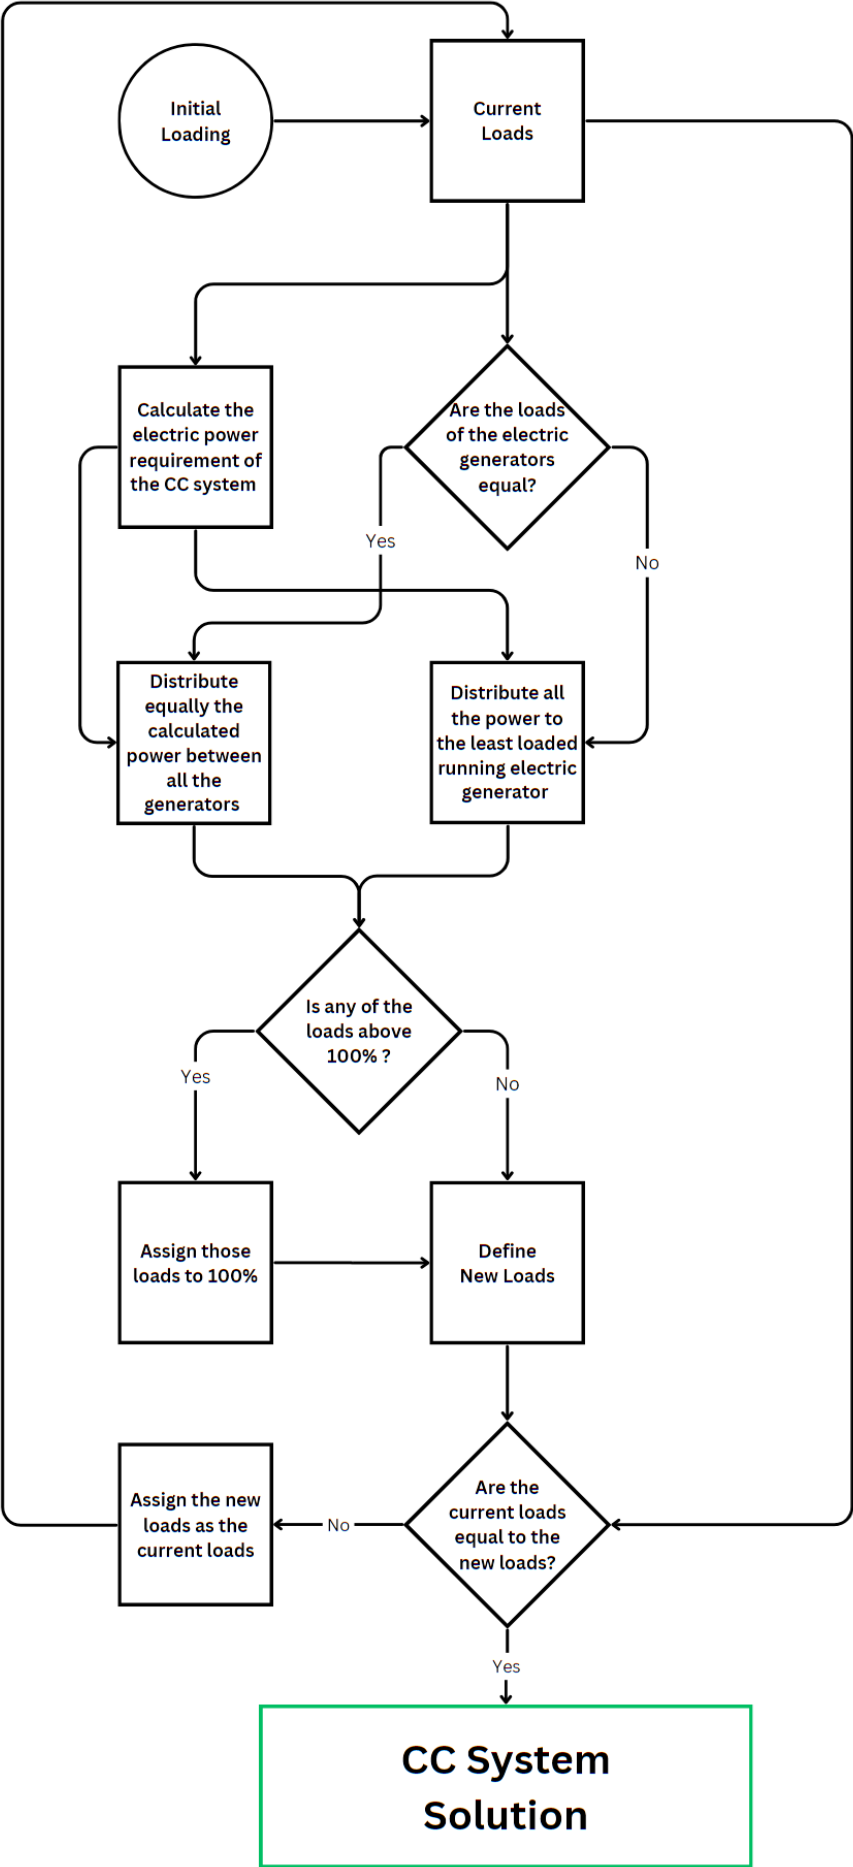 Initial
Loading
Current
Loads
Calculate the
electric power
requirement of
the CC system
Are the loads
of the electric
generators
equal?
Yes
No
Distribute
equally the
calculated
power between
all the
generators
Distribute all
the power to
the least loaded
running electric
generator
Is any of the
loads above
100% ?
Yes
No
Assign those
loads to 100%
Define
New Loads
Assign the new
loads as the
current loads
No
Are the
current loads
equal to the
new loads?
Yes
CC System
Solution